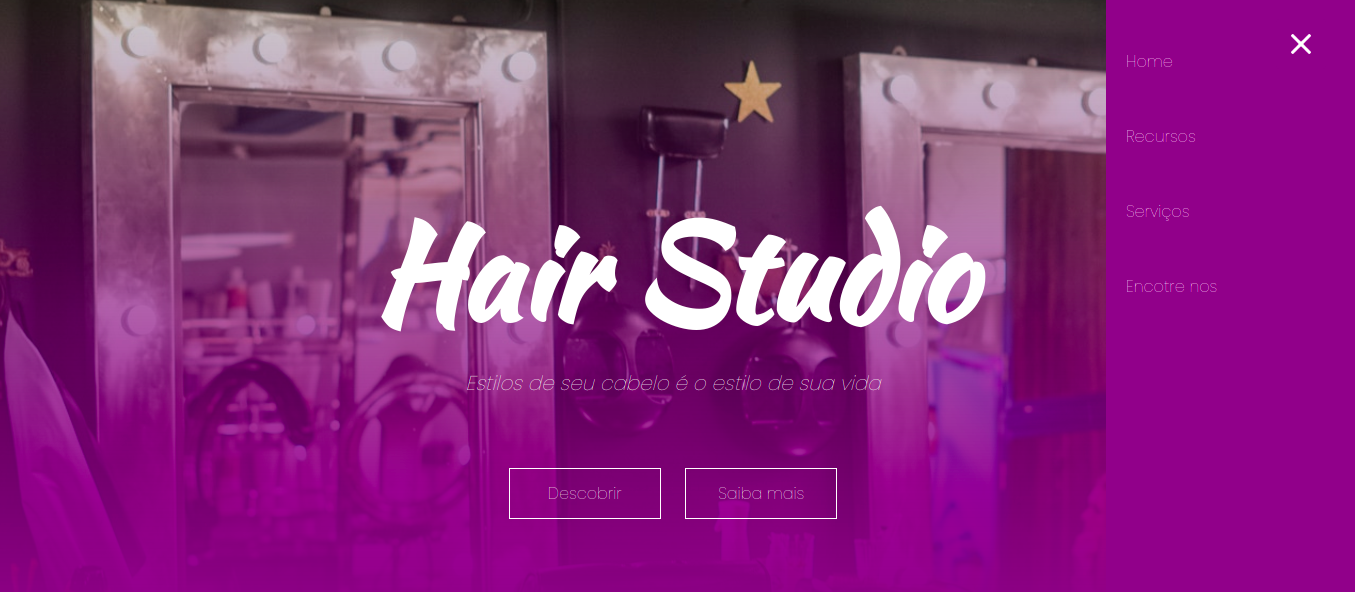 Home
Recursos
Serviços
Encotre nos
Hair Studio
Estilos de seu cabelo é o estilo de sua vida
Descobrir
Saiba mais